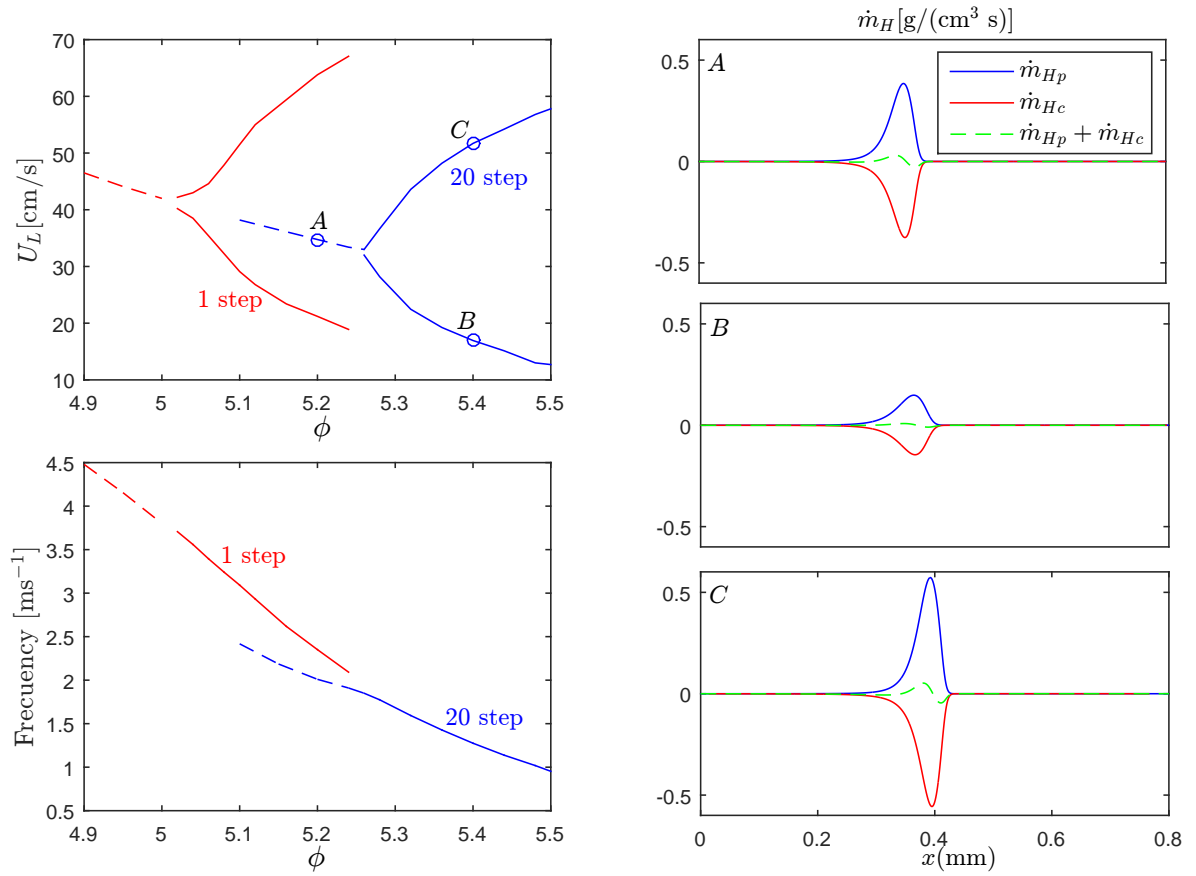 70
60
50
40
30
20
10
U_L[cm/s]
C
20 step
A
1 step
B
4.9 5 5.1 5.2 5.3 5.4 5.5
ϕ
4.5
4
3.5
3
2.5
2
1.5
1
0.5
Frecuency [ms⁻¹]
1 step
20 step
4.9 5 5.1 5.2 5.3 5.4 5.5
ϕ
ṁ_H[g/(cm³ s)]
0.5
0
-0.5
A
ṁ_Hp
ṁ_Hc
ṁ_Hp + ṁ_Hc
0.5
0
-0.5
B
0.5
0
-0.5
C
0 0.2 0.4 0.6 0.8
x(mm)